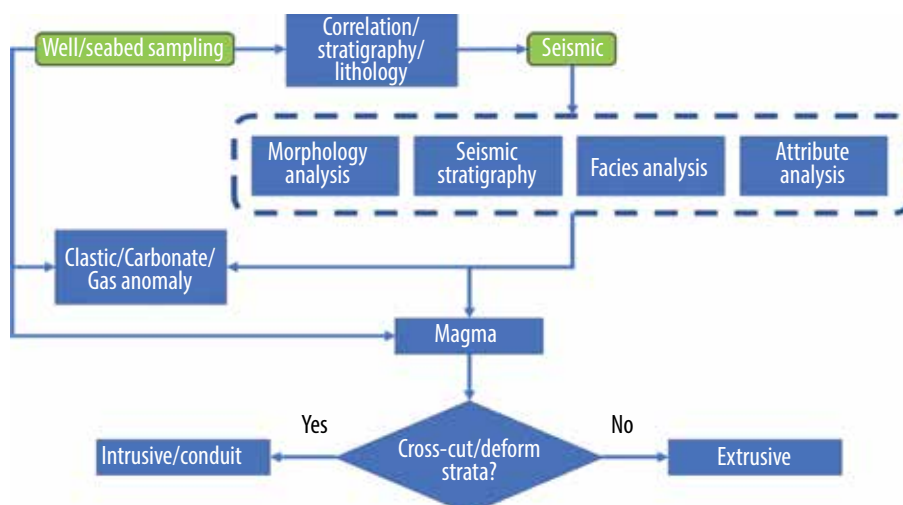 Well/seabed sampling
Correlation/
stratigraphy/
lithology
Seismic
Morphology
analysis
Seismic
stratigraphy
Facies analysis
Attribute
analysis
Clastic/Carbonate/
Gas anomaly
Magma
Yes
No
Intrusive/conduit
Cross-cut/deform
strata?
Extrusive